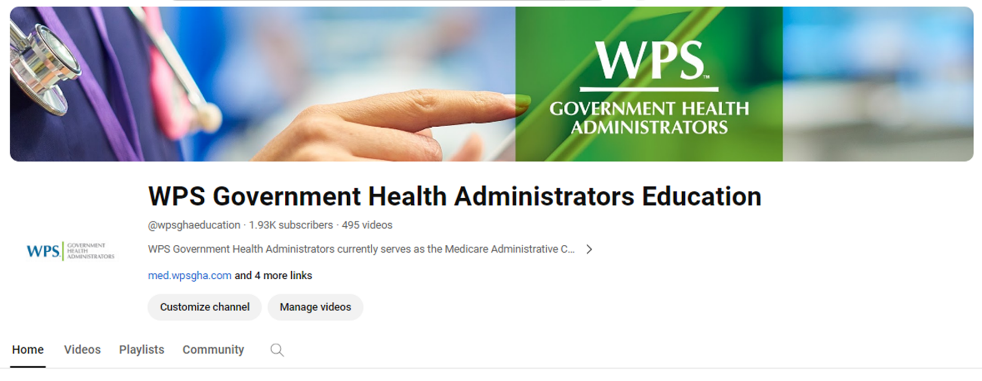 WPS™
GOVERNMENT HEALTH
ADMINISTRATORS
WPS Government Health Administrators Education
@wpsghaeducation · 1.93K subscribers · 495 videos
WPS Government Health Administrators currently serves as the Medicare Administrative C...
WPS
GOVERNMENT
HEALTH
ADMINISTRATORS
med.wpsgha.com and 4 more links
Customize channel Manage videos
Home Videos Playlists Community